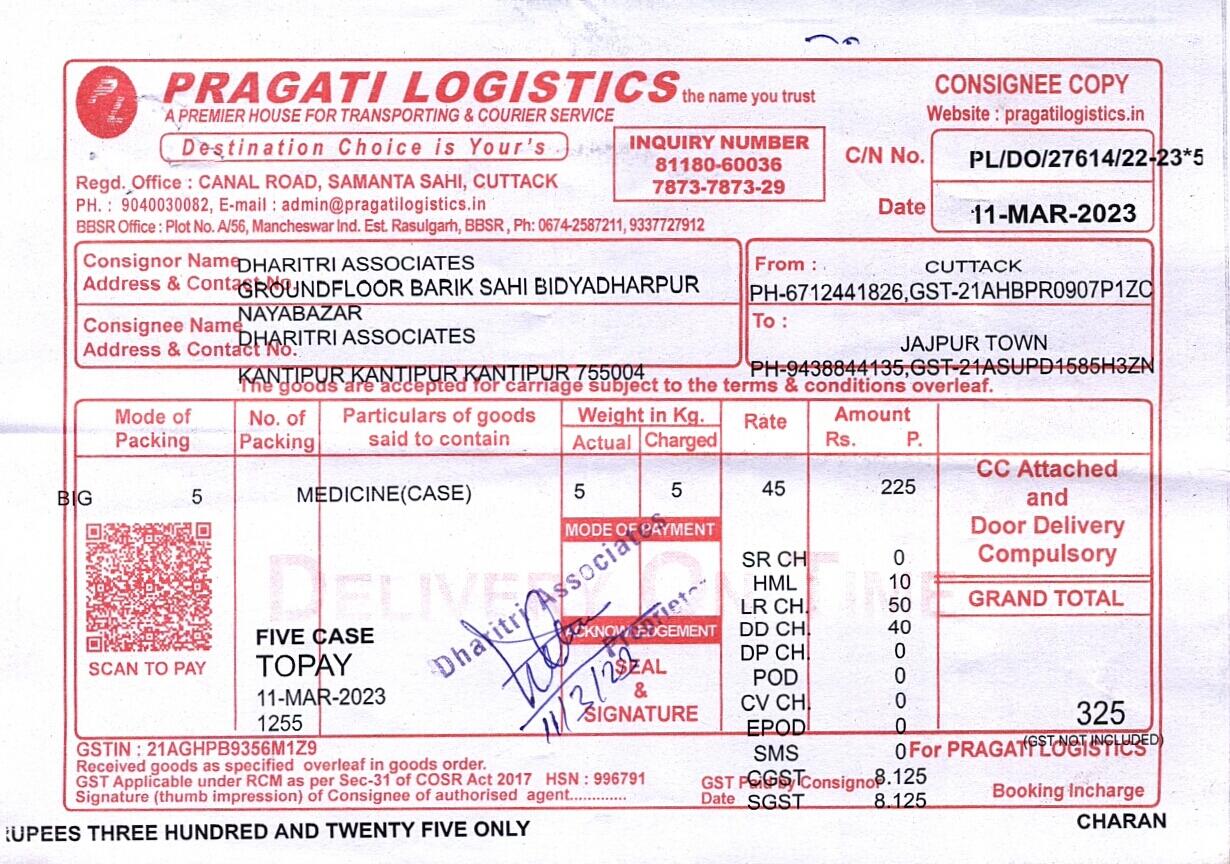 PRAGATI LOGISTICS the name you trust
A PREMIER HOUSE FOR TRANSPORTING & COURIER SERVICE
Destination Choice is Your's
Regd. Office : CANAL ROAD, SAMANTA SAHI, CUTTACK
PH. : 9040030082, E-mail : admin@pragatilogistics.in
BBSR Office : Plot No. A/56, Mancheswar Ind. Est. Rasulgarh, BBSR , Ph: 0674-2587211, 9337727912
INQUIRY NUMBER
81180-60036
7873-7873-29
CONSIGNEE COPY
Website : pragatilogistics.in
C/N No. PL/DO/27614/22-23*5
Date 11-MAR-2023
Consignor Name DHARITRI ASSOCIATES
Address & Contact No. GROUNDFLOOR BARIK SAHI BIDYADHARPUR
NAYABAZAR
Consignee Name DHARITRI ASSOCIATES
Address & Contact No.
KANTIPUR KANTIPUR KANTIPUR 755004
From : CUTTACK
PH-6712441826,GST-21AHBPR0907P1ZC
To :
JAJPUR TOWN
PH-9438844135,GST-21ASUPD1585H3ZN
The goods are accepted for carriage subject to the terms & conditions overleaf.
Mode of Packing No. of Packing Particulars of goods said to contain Weight in Kg. Actual Charged Rate Amount Rs. P.
BIG 5 MEDICINE(CASE) 5 5 45 225
CC Attached
and
Door Delivery
Compulsory
GRAND TOTAL
325
(GST NOT INCLUDED)
MODE OF PAYMENT
DELIVERY ON TIME
SR CH 0
HML 10
LR CH. 50
DD CH. 40
DP CH. 0
POD 0
CV CH. 0
EPOD 0
SMS 0
CGST 8.125
SGST 8.125
SCAN TO PAY
FIVE CASE
TOPAY
11-MAR-2023
1255
Dharitri Associates
ACKNOWLEDGEMENT
SEAL
&
SIGNATURE
GSTIN : 21AGHPB9356M1Z9
Received goods as specified overleaf in goods order.
GST Applicable under RCM as per Sec-31 of COSR Act 2017 HSN : 996791
Signature (thumb impression) of Consignee of authorised agent.............
GST Paid by Consignor
Date
For PRAGATI LOGISTICS
Booking Incharge
CHARAN
RUPEES THREE HUNDRED AND TWENTY FIVE ONLY